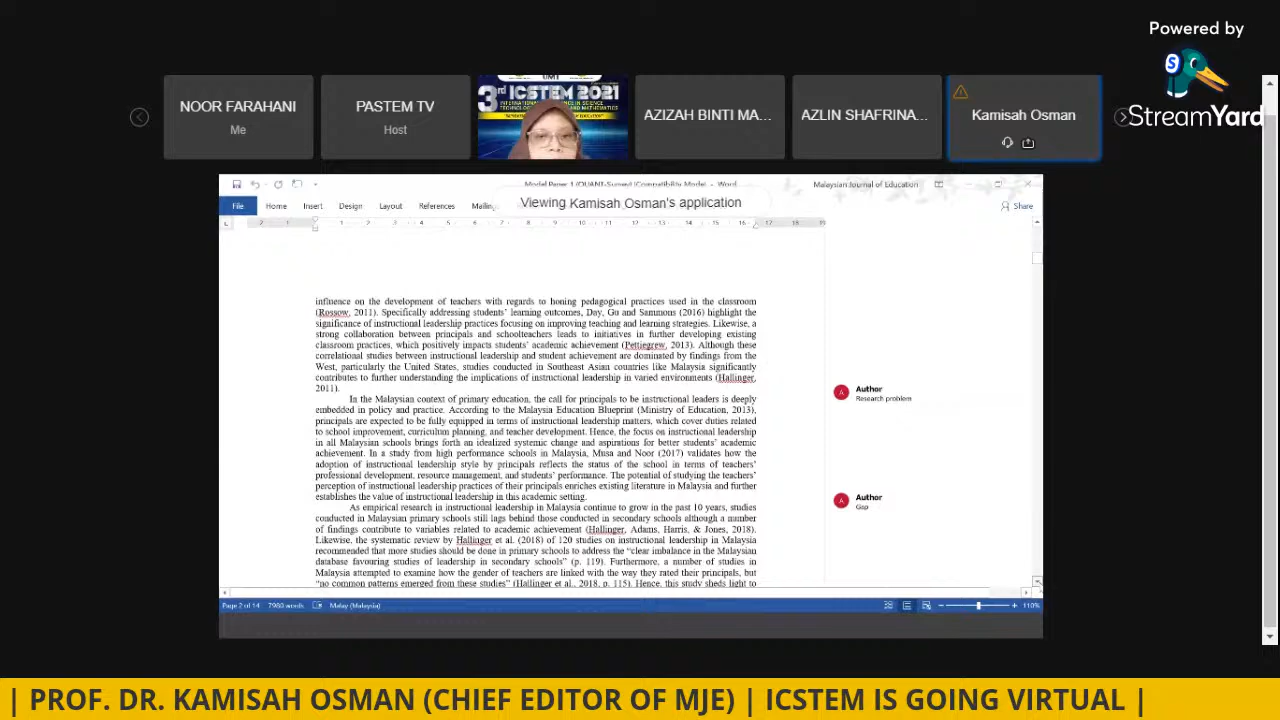 Powered by
StreamYard
NOOR FARAHANI
Me
PASTEM TV
Host
UMT
3rd ICSTEM 2021
AZIZAH BINTI MA...
AZLIN SHAFRINA...
Kamisah Osman
Model Paper 1 (QUANT-Survey) [Compatibility Mode] - Word
Malaysian Journal of Education
File Home Insert Design Layout References Mailin
Viewing Kamisah Osman's application
Share
influence on the development of teachers with regards to honing pedagogical practices used in the classroom
(Rossow, 2011). Specifically addressing students' learning outcomes, Day, Gu and Sammons (2016) highlight the
significance of instructional leadership practices focusing on improving teaching and learning strategies. Likewise, a
strong collaboration between principals and schoolteachers leads to initiatives in further developing existing
classroom practices, which positively impacts students' academic achievement (Pettiegrew, 2013). Although these
correlational studies between instructional leadership and student achievement are dominated by findings from the
West, particularly the United States, studies conducted in Southeast Asian countries like Malaysia significantly
contributes to further understanding the implications of instructional leadership in varied environments (Hallinger,
2011).
In the Malaysian context of primary education, the call for principals to be instructional leaders is deeply
embedded in policy and practice. According to the Malaysia Education Blueprint (Ministry of Education, 2013),
principals are expected to be fully equipped in terms of instructional leadership matters, which cover duties related
to school improvement, curriculum planning, and teacher development. Hence, the focus on instructional leadership
in all Malaysian schools brings forth an idealized systemic change and aspirations for better students' academic
achievement. In a study from high performance schools in Malaysia, Musa and Noor (2017) validates how the
adoption of instructional leadership style by principals reflects the status of the school in terms of teachers'
professional development, resource management, and students' performance. The potential of studying the teachers'
perception of instructional leadership practices of their principals enriches existing literature in Malaysia and further
establishes the value of instructional leadership in this academic setting.
As empirical research in instructional leadership in Malaysia continue to grow in the past 10 years, studies
conducted in Malaysian primary schools still lags behind those conducted in secondary schools although a number
of findings contribute to variables related to academic achievement (Hallinger, Adams, Harris, & Jones, 2018).
Likewise, the systematic review by Hallinger et al. (2018) of 120 studies on instructional leadership in Malaysia
recommended that more studies should be done in primary schools to address the "clear imbalance in the Malaysian
database favouring studies of leadership in secondary schools" (p. 119). Furthermore, a number of studies in
Malaysia attempted to examine how the gender of teachers are linked with the way they rated their principals, but
"no common patterns emerged from these studies" (Hallinger et al., 2018, p. 115). Hence, this study sheds light to
A Author
Research problem
A Author
Gap
Page 2 of 14 7980 words Malay (Malaysia)
110%
| PROF. DR. KAMISAH OSMAN (CHIEF EDITOR OF MJE) | ICSTEM IS GOING VIRTUAL |